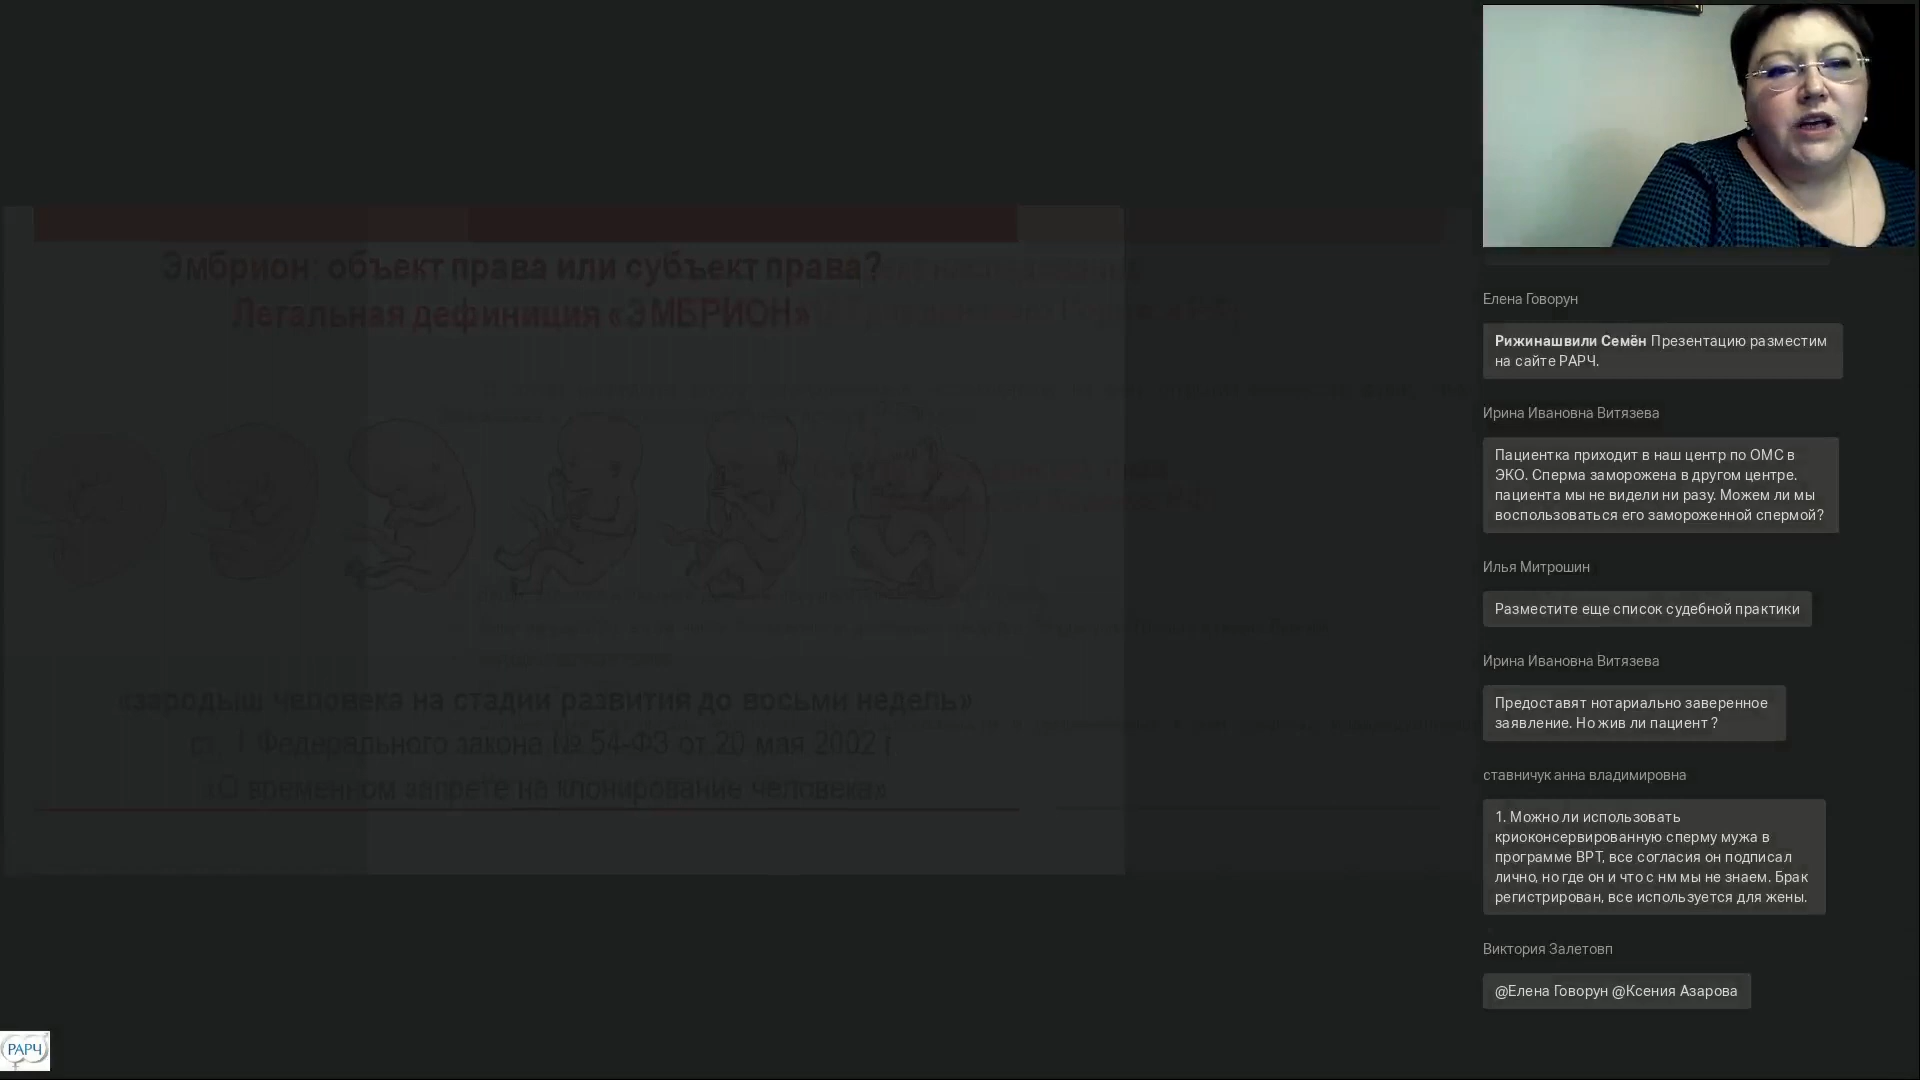 Эмбрион: объект права или субъект права?
Легальная дефиниция «ЭМБРИОН»
«зародыш человека на стадии развития до восьми недель»
ст. 1 Федерального закона № 54-ФЗ от 20 мая 2002 г
«О временном запрете на клонирование человека»
РАРЧ
Елена Говорун
Рижинашвили Семён Презентацию разместим
на сайте РАРЧ.
Ирина Ивановна Витязева
Пациентка приходит в наш центр по ОМС в
ЭКО. Сперма заморожена в другом центре.
пациента мы не видели ни разу. Можем ли мы
воспользоваться его замороженной спермой?
Илья Митрошин
Разместите еще список судебной практики
Ирина Ивановна Витязева
Предоставят нотариально заверенное
заявление. Но жив ли пациент ?
ставничук анна владимировна
1. Можно ли использовать
криоконсервированную сперму мужа в
программе ВРТ, все согласия он подписал
лично, но где он и что с нм мы не знаем. Брак
регистрирован, все используется для жены.
Виктория Залетовп
@Елена Говорун @Ксения Азарова